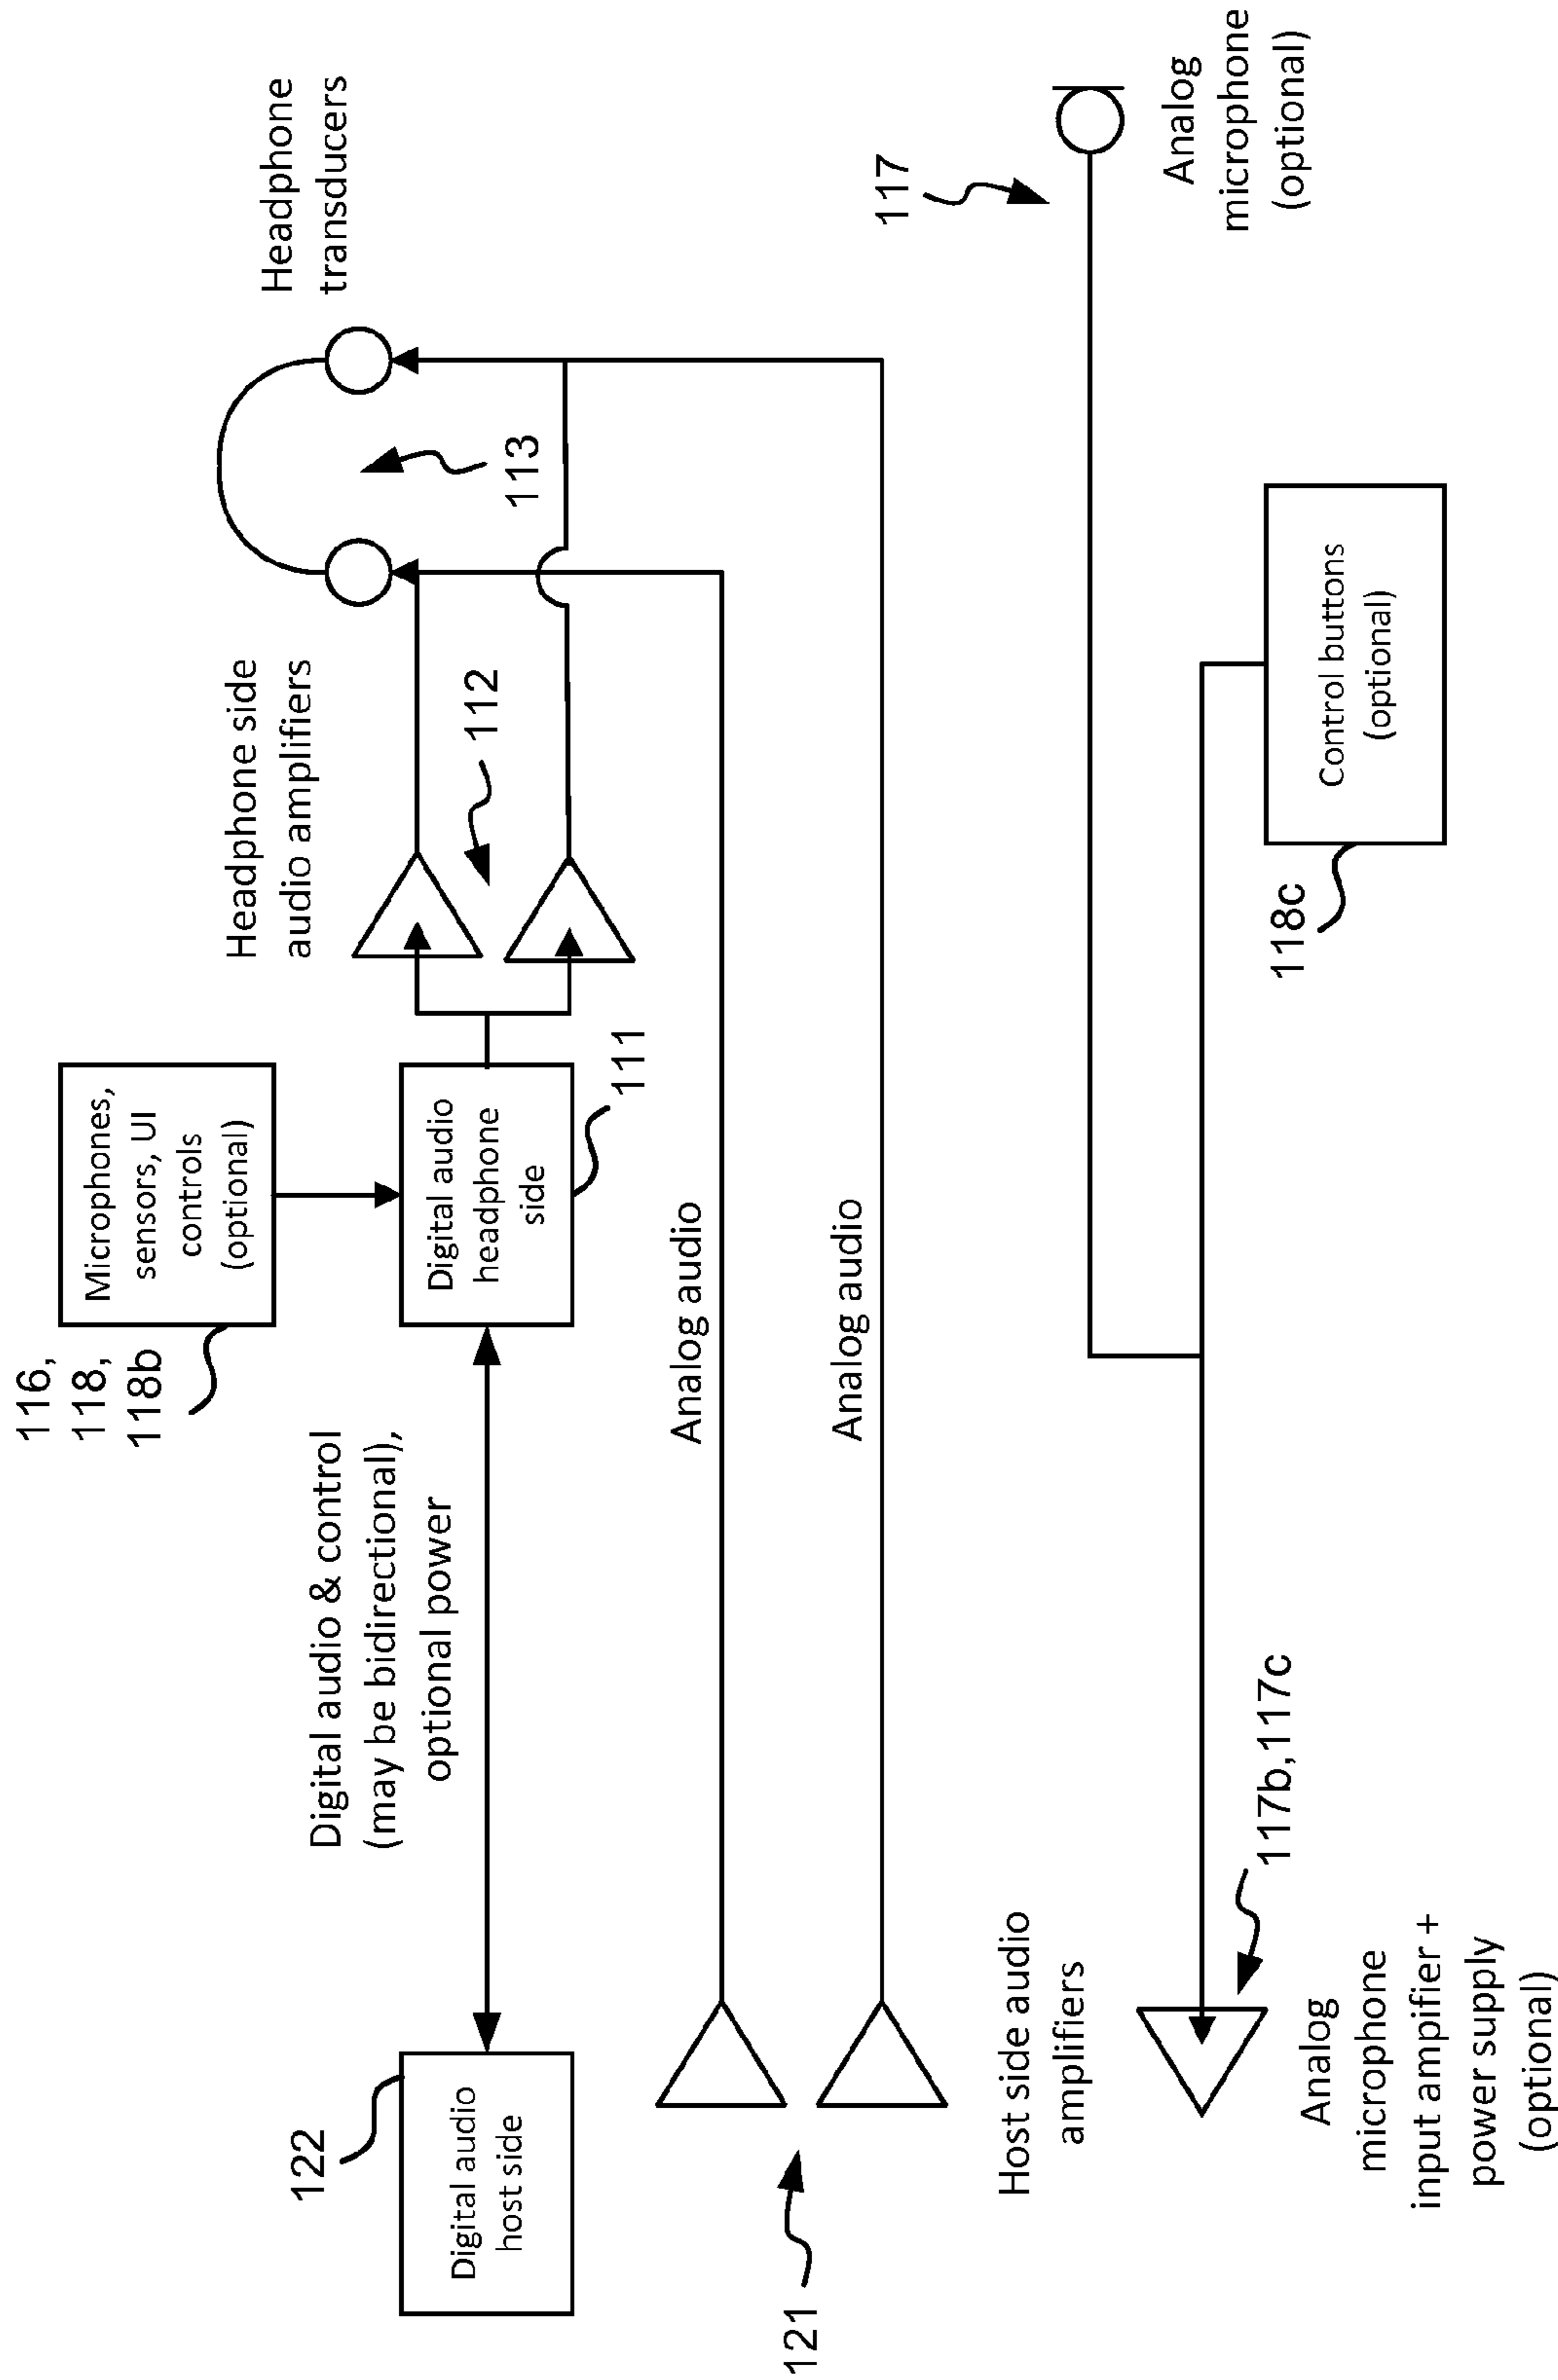 116,
118,
118b
Microphones,
sensors, UI
controls
(optional)
Headphone side
audio amplifiers
Headphone
transducers
122
Digital audio
host side
Digital audio & control
(may be bidirectional),
optional power
Digital audio
headphone
side
111
112
113
Analog audio
Analog audio
121
Host side audio
amplifiers
117
Analog
microphone
(optional)
117b,117c
Analog
microphone
input ampifier +
power supply
(optional)
118c
Control buttons
(optional)